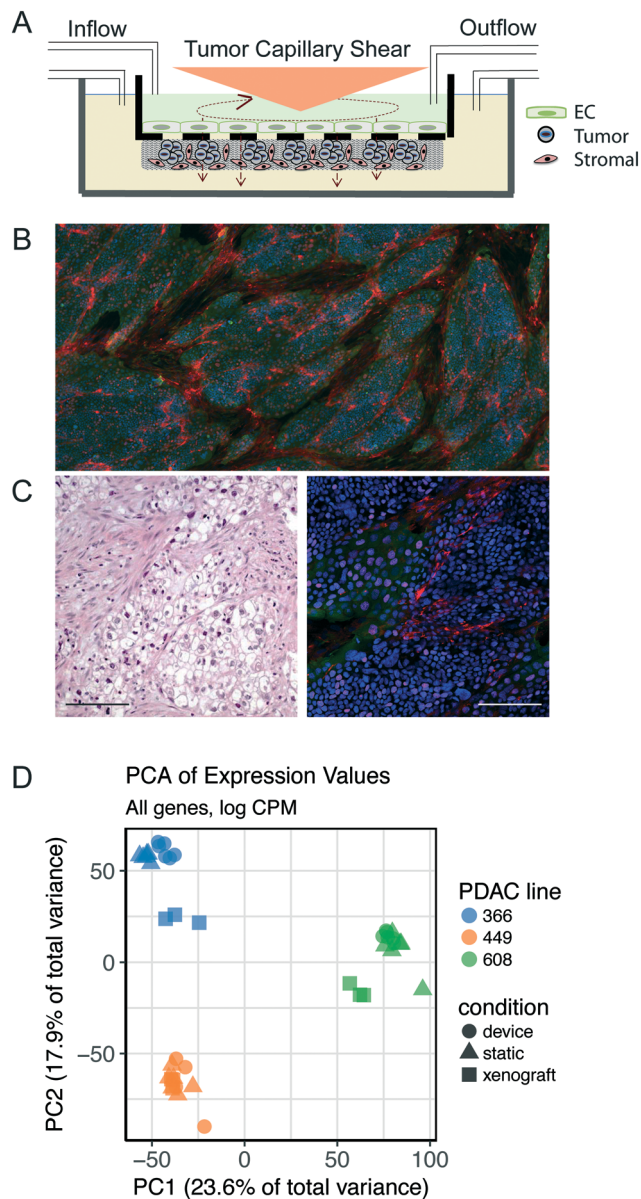 A
Inflow
Tumor Capillary Shear
Outflow
EC
Tumor
Stromal
B
C
D
PCA of Expression Values
All genes, log CPM
PC2 (17.9% of total variance)
50
0
−50
−50
0
50
100
PC1 (23.6% of total variance)
PDAC line
366
449
608
condition
device
static
xenograft